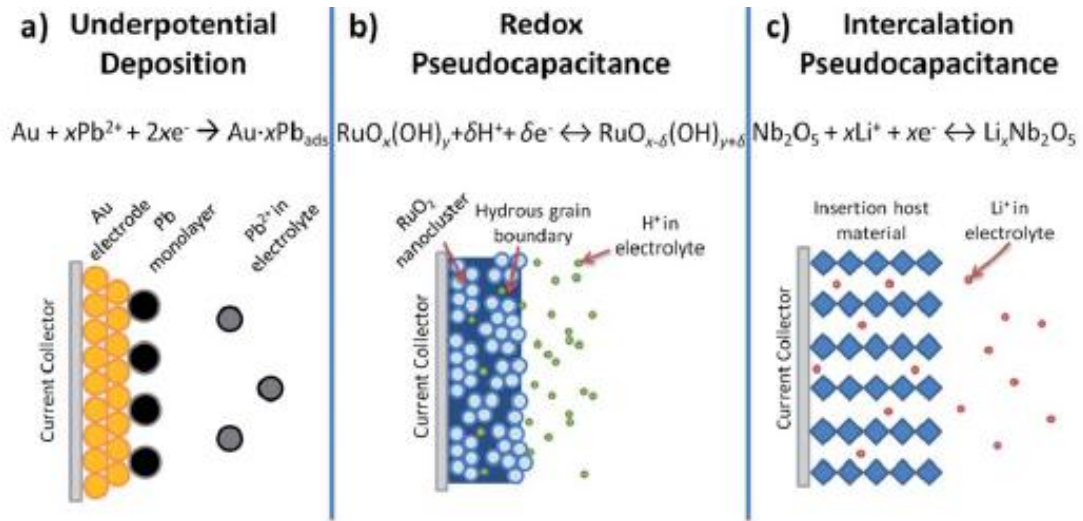 a) Underpotential
Deposition
Au + xPb²⁺ + 2xe⁻ → Au·xPb_ads
Au
electrode
Pb
monolayer
Pb²⁺ in
electrolyte
Current Collector
b) Redox
Pseudocapacitance
RuOₓ(OH)ᵧ+δH⁺+ δe⁻ ↔ RuOₓ₋δ(OH)ᵧ₊δ
RuO₂
nanocluster
Hydrous grain
boundary
H⁺ in
electrolyte
Current Collector
c) Intercalation
Pseudocapacitance
Nb₂O₅ + xLi⁺ + xe⁻ ↔ LiₓNb₂O₅
Insertion host
material
Li⁺ in
electrolyte
Current Collector